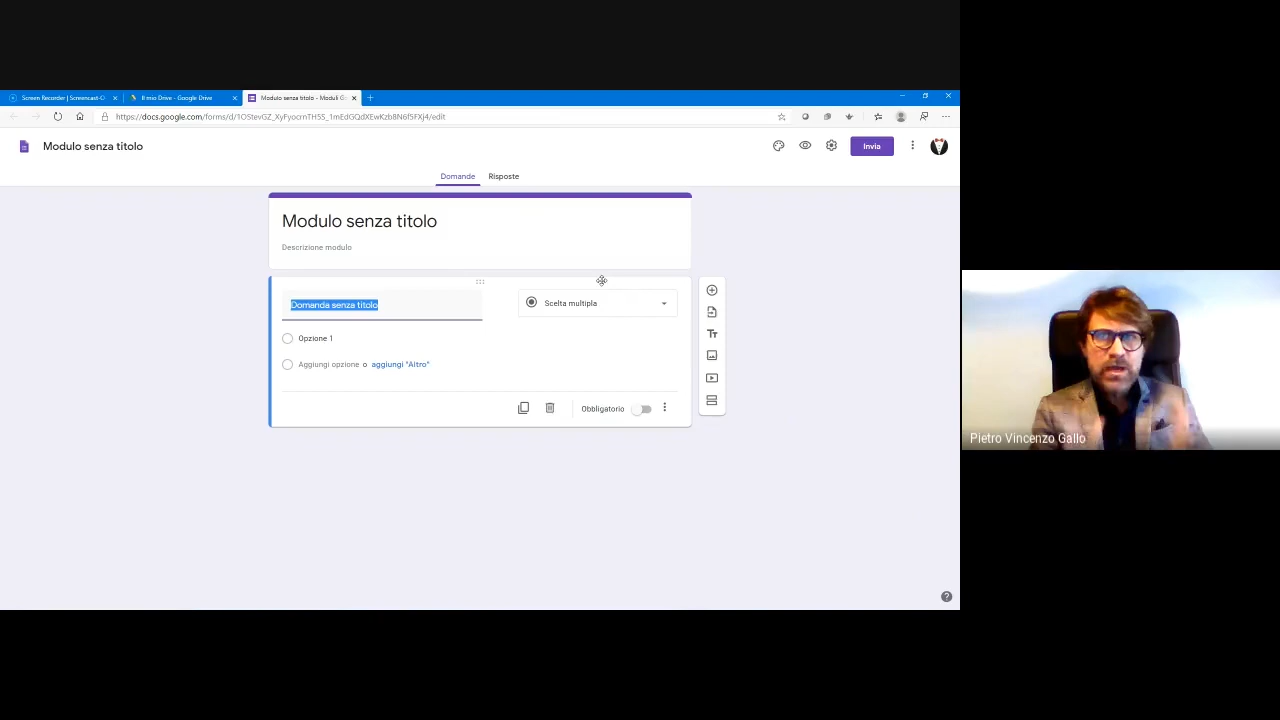 Screen Recorder | Screencast-O
Il mio Drive - Google Drive
Modulo senza titolo - Moduli G
https://docs.google.com/forms/d/1OStevGZ_XyFyocrnTH5S_1mEdGQdXEwKzb8N6f5FXj4/edit
Modulo senza titolo
Invia
Domande
Risposte
Modulo senza titolo
Descrizione modulo
Domanda senza titolo
Scelta multipla
Opzione 1
Aggiungi opzione o aggiungi "Altro"
Obbligatorio
Tт
Pietro Vincenzo Gallo